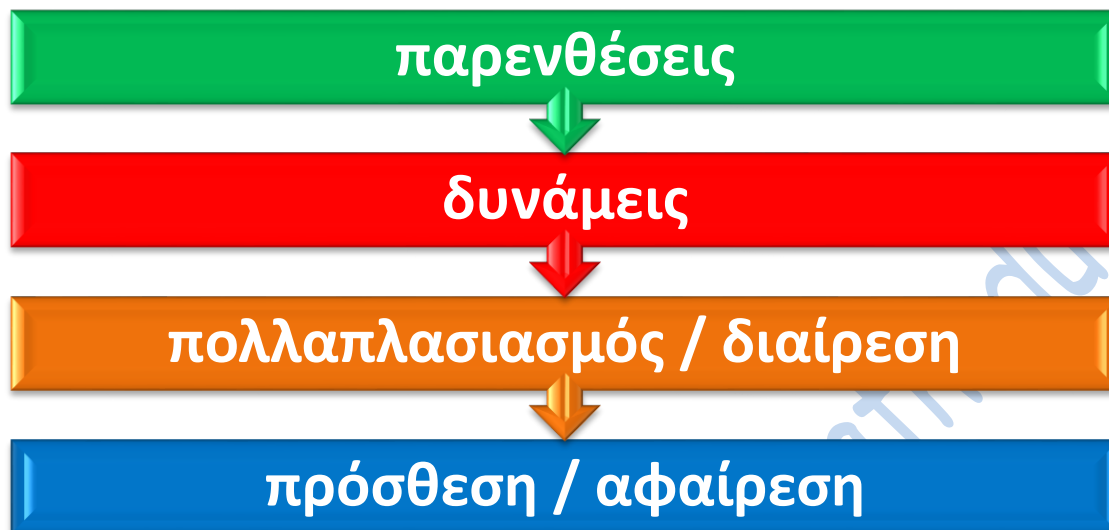 παρενθέσεις
δυνάμεις
πολλαπλασιασμός / διαίρεση
πρόσθεση / αφαίρεση